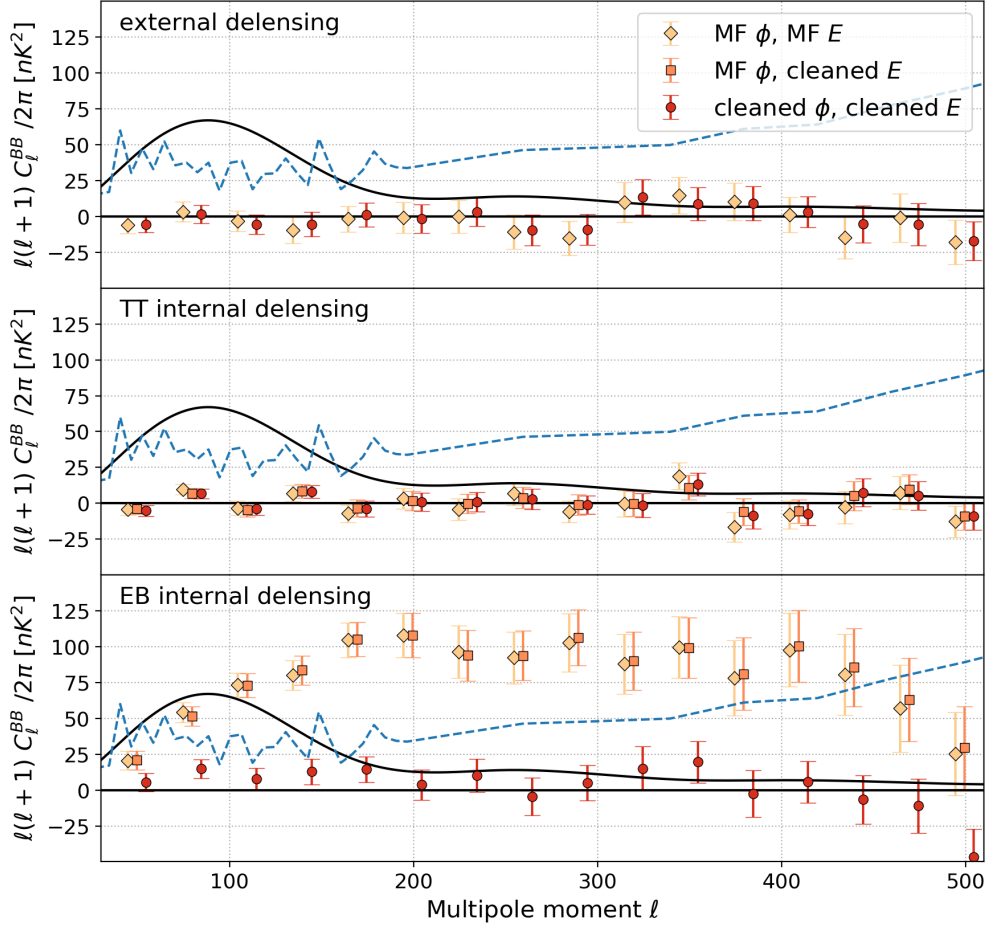 external delensing
MF ϕ, MF E
MF ϕ, cleaned E
cleaned ϕ, cleaned E
125
100
75
50
25
0
−25
ℓ(ℓ + 1) C_ℓ^{BB} /2π [nK²]
TT internal delensing
125
100
75
50
25
0
−25
ℓ(ℓ + 1) C_ℓ^{BB} /2π [nK²]
EB internal delensing
125
100
75
50
25
0
−25
ℓ(ℓ + 1) C_ℓ^{BB} /2π [nK²]
100 200 300 400 500
Multipole moment ℓ